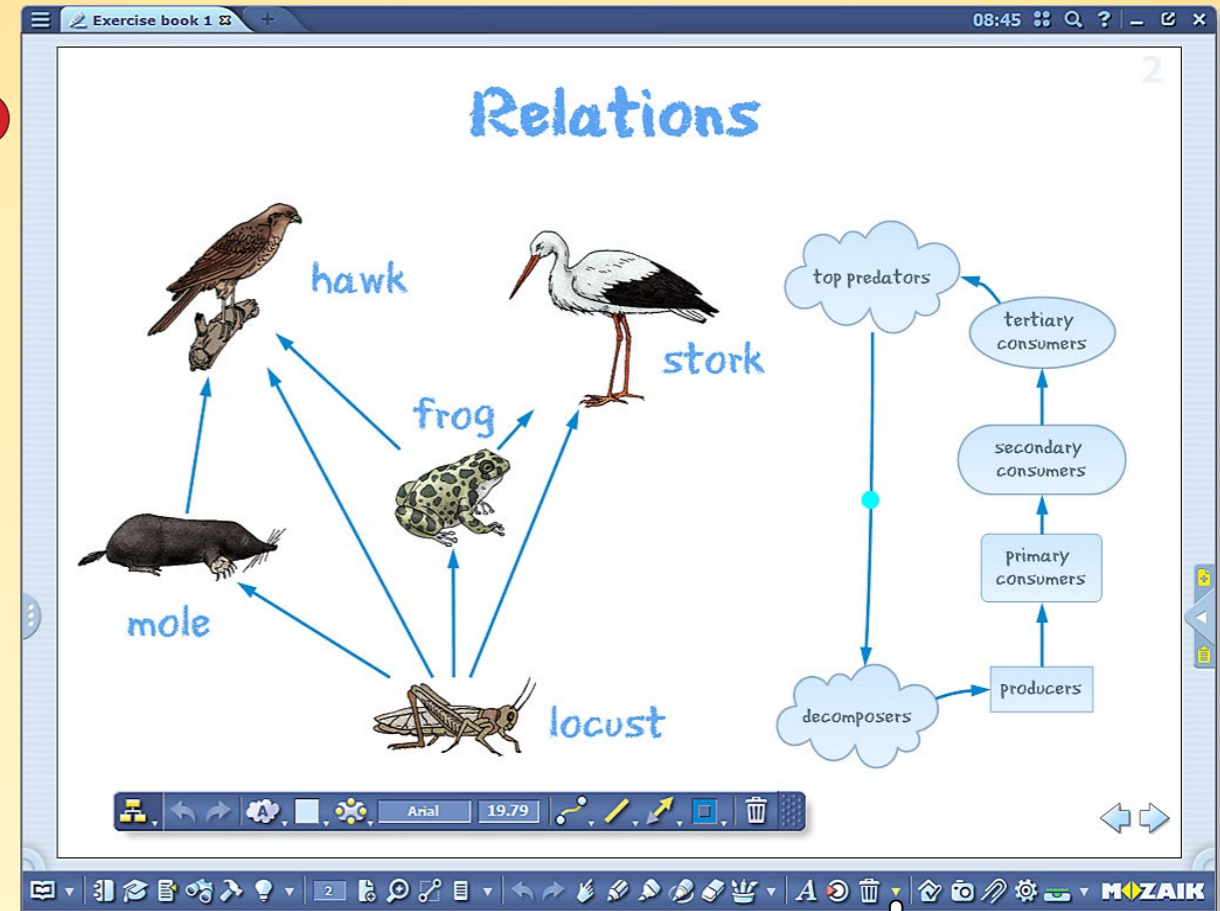 Exercise book 1
08:45
2
Relations
hawk
stork
frog
mole
locust
top predators
tertiary
consumers
secondary
consumers
primary
consumers
producers
decomposers
A
Arial
19.79
2
A
MOZAIK